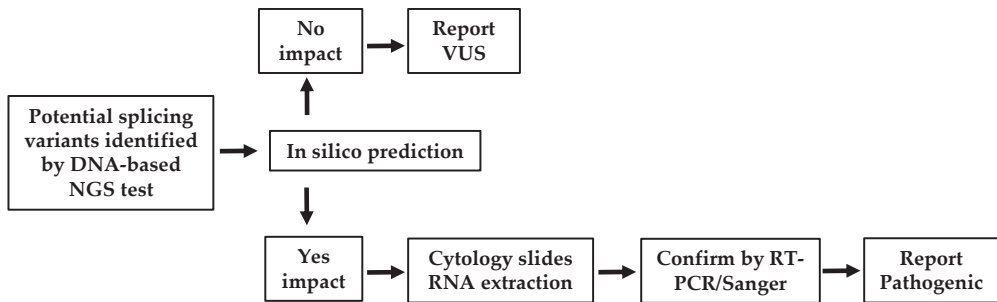 No
impact
Report
VUS
Potential splicing
variants identified
by DNA-based
NGS test
In silico prediction
Yes
impact
Cytology slides
RNA extraction
Confirm by RT-
PCR/Sanger
Report
Pathogenic